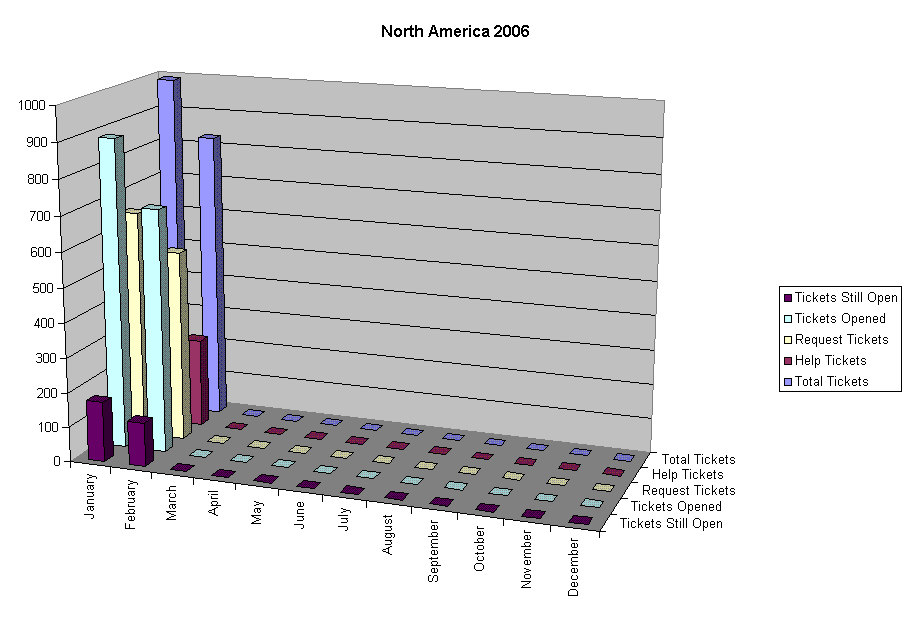 North America 2006
1000
900
800
700
600
500
400
300
200
100
0
January
February
March
April
May
June
July
August
September
October
November
December
Total Tickets
Help Tickets
Request Tickets
Tickets Opened
Tickets Still Open
Tickets Still Open
Tickets Opened
Request Tickets
Help Tickets
Total Tickets